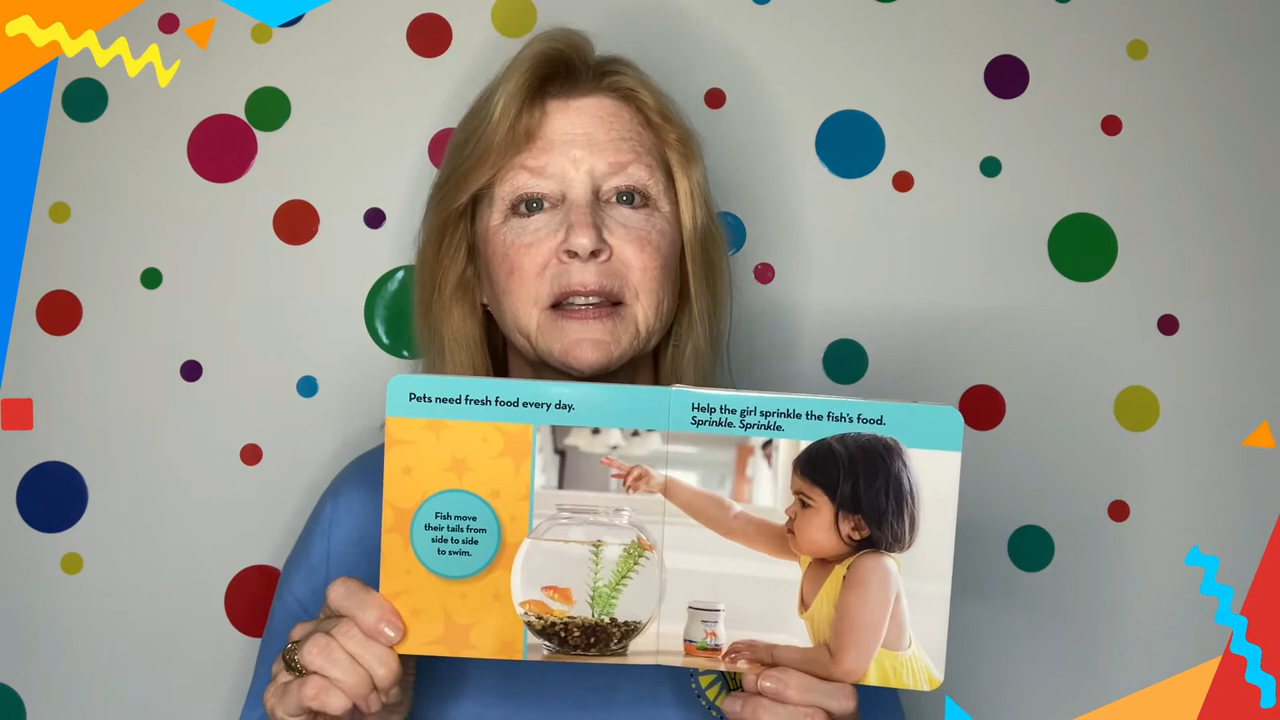 Pets need fresh food every day.
Help the girl sprinkle the fish's food.
Sprinkle. Sprinkle.
Fish move
their tails from
side to side
to swim.